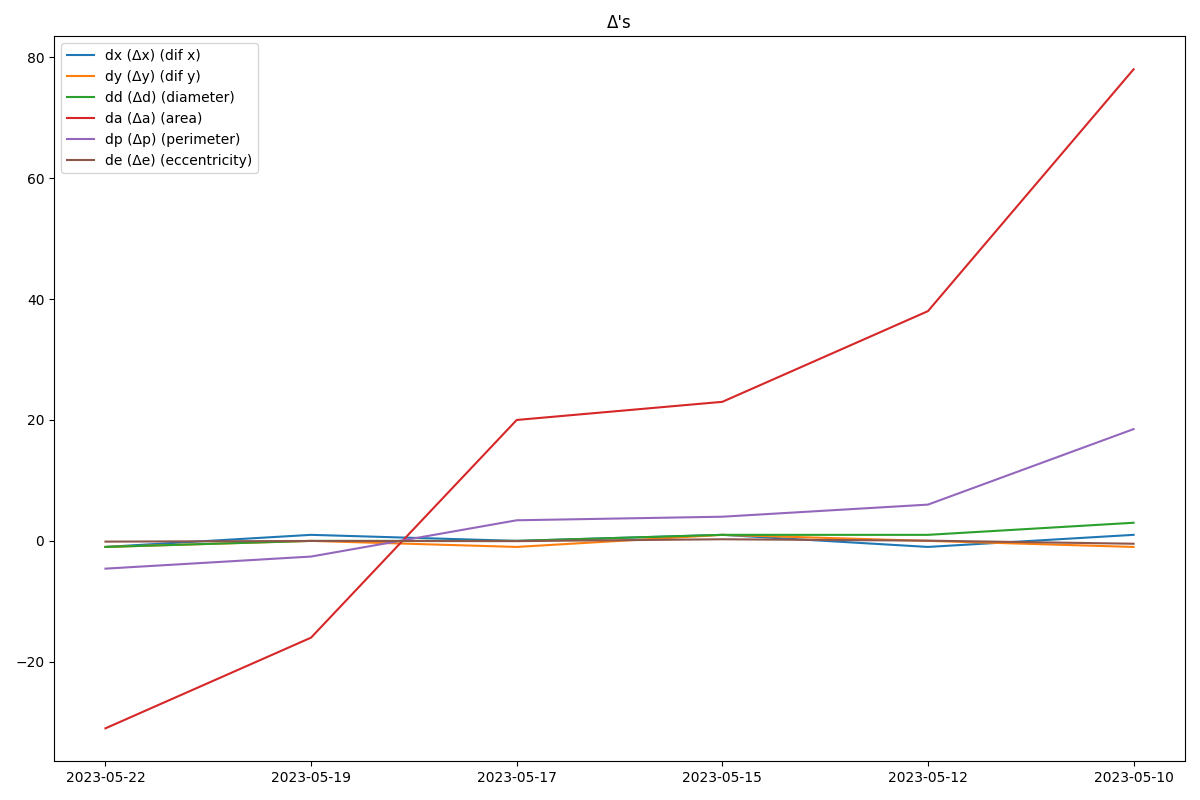 Δ's
dx (Δx) (dif x)
dy (Δy) (dif y)
dd (Δd) (diameter)
da (Δa) (area)
dp (Δp) (perimeter)
de (Δe) (eccentricity)
80
60
40
20
0
−20
2023-05-22 2023-05-19 2023-05-17 2023-05-15 2023-05-12 2023-05-10